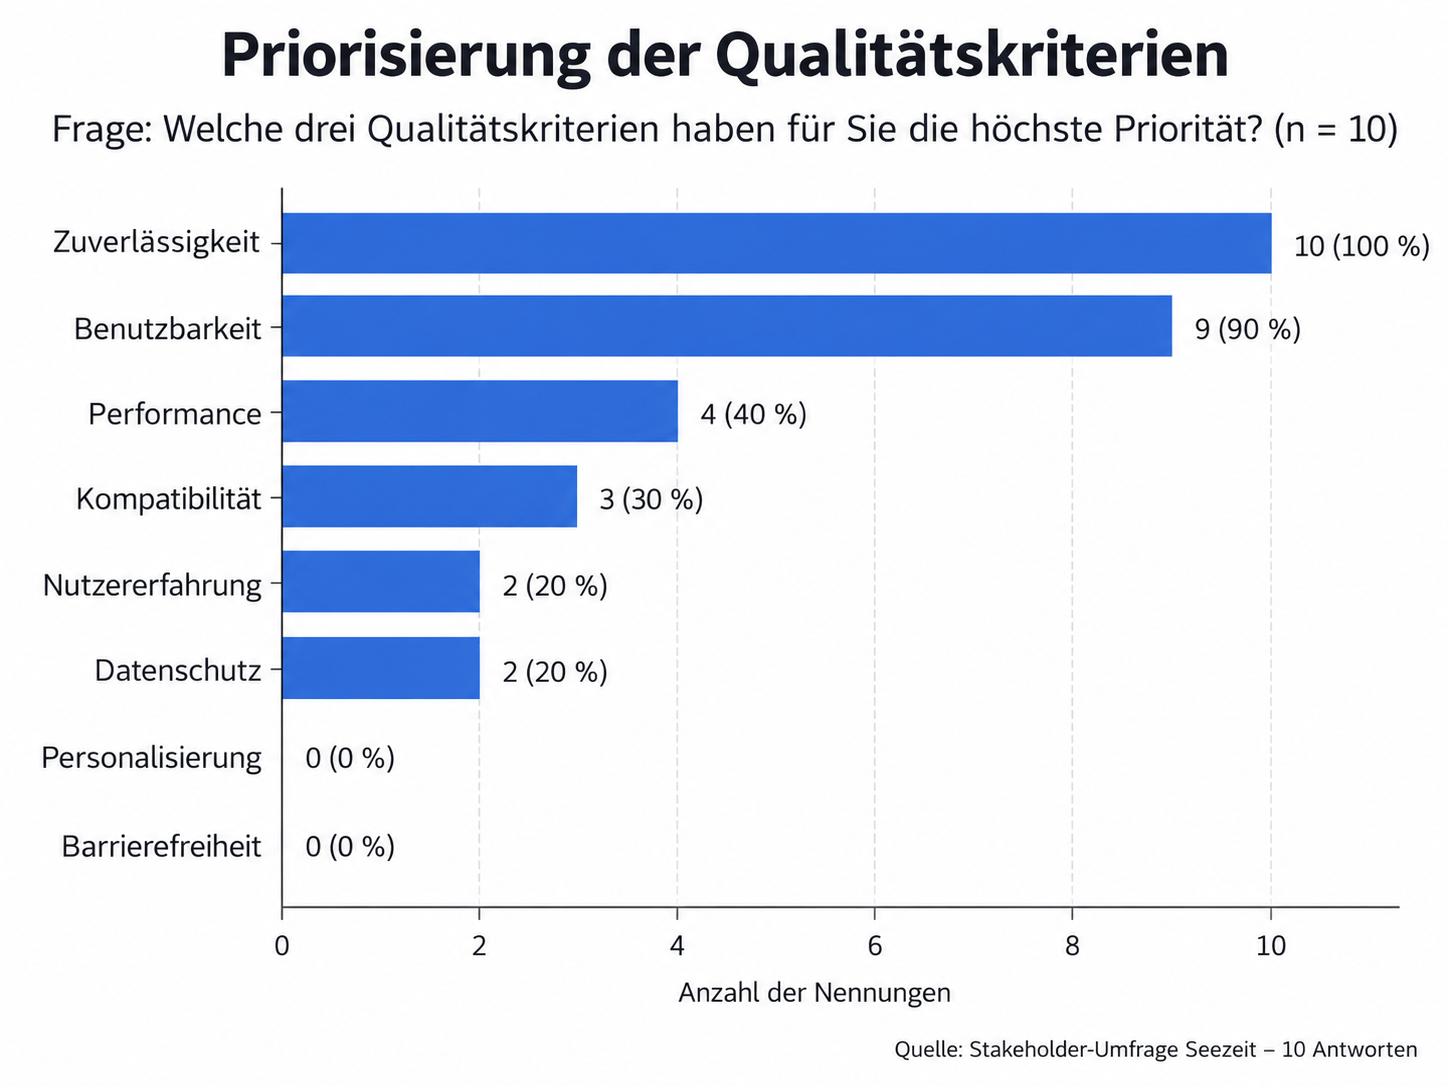 Priorisierung der Qualitätskriterien
Frage: Welche drei Qualitätskriterien haben für Sie die höchste Priorität? (n = 10)
Zuverlässigkeit 10 (100 %)
Benutzbarkeit 9 (90 %)
Performance 4 (40 %)
Kompatibilität 3 (30 %)
Nutzererfahrung 2 (20 %)
Datenschutz 2 (20 %)
Personalisierung 0 (0 %)
Barrierefreiheit 0 (0 %)
0 2 4 6 8 10
Anzahl der Nennungen
Quelle: Stakeholder-Umfrage Seezeit – 10 Antworten